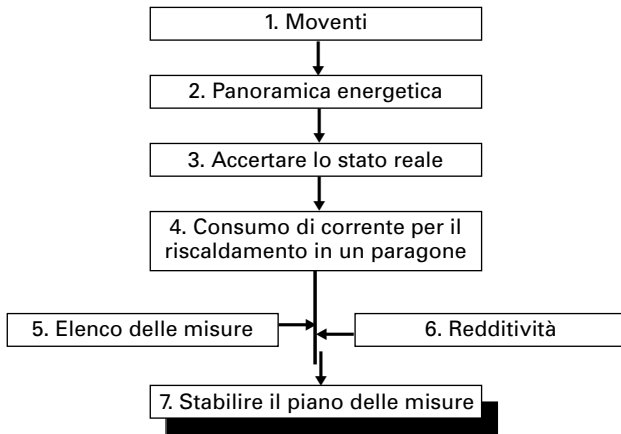 1. Moventi
2. Panoramica energetica
3. Accertare lo stato reale
4. Consumo di corrente per il
riscaldamento in un paragone
5. Elenco delle misure
6. Redditività
7. Stabilire il piano delle misure